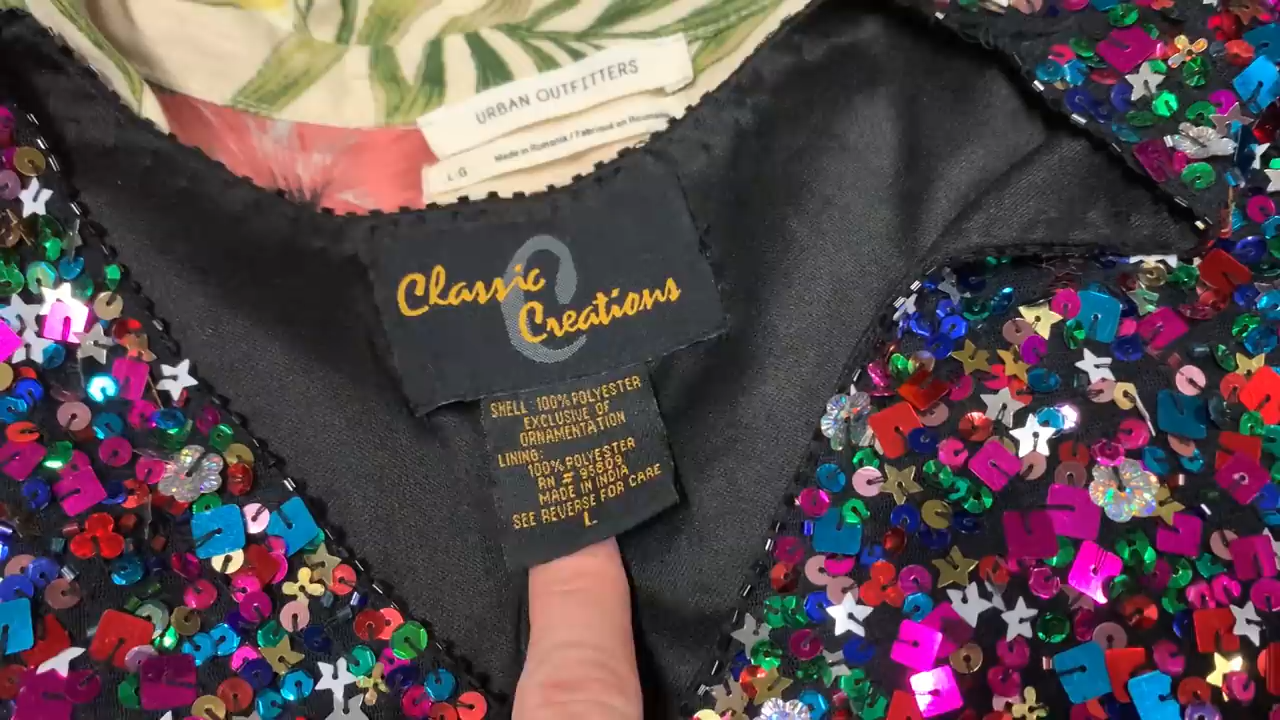 URBAN OUTFITTERS
L G Made in Romania / Fabriqué en Roumanie
Classic
Creations
SHELL 100% POLYESTER
EXCLUSIVE OF
ORNAMENTATION
LINING:
100% POLYESTER
RN # 95809
MADE IN INDIA
SEE REVERSE FOR CARE
L